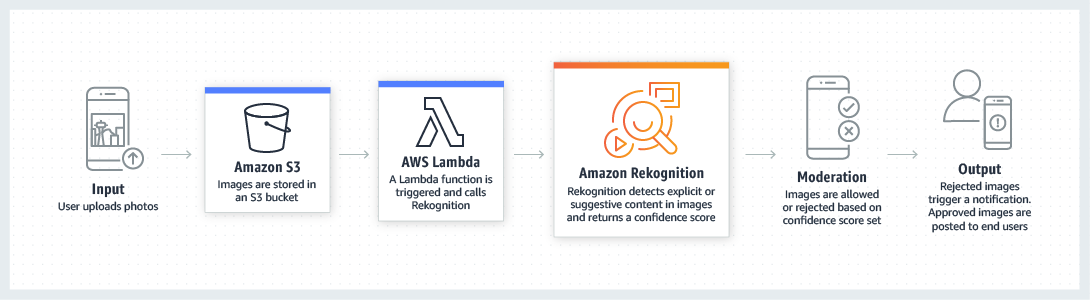 Input
User uploads photos
Amazon S3
Images are stored in
an S3 bucket
AWS Lambda
A Lambda function is
triggered and calls
Rekognition
Amazon Rekognition
Rekognition detects explicit or
suggestive content in images
and returns a confidence score
Moderation
Images are allowed
or rejected based on
confidence score set
Output
Rejected images
trigger a notification.
Approved images are
posted to end users